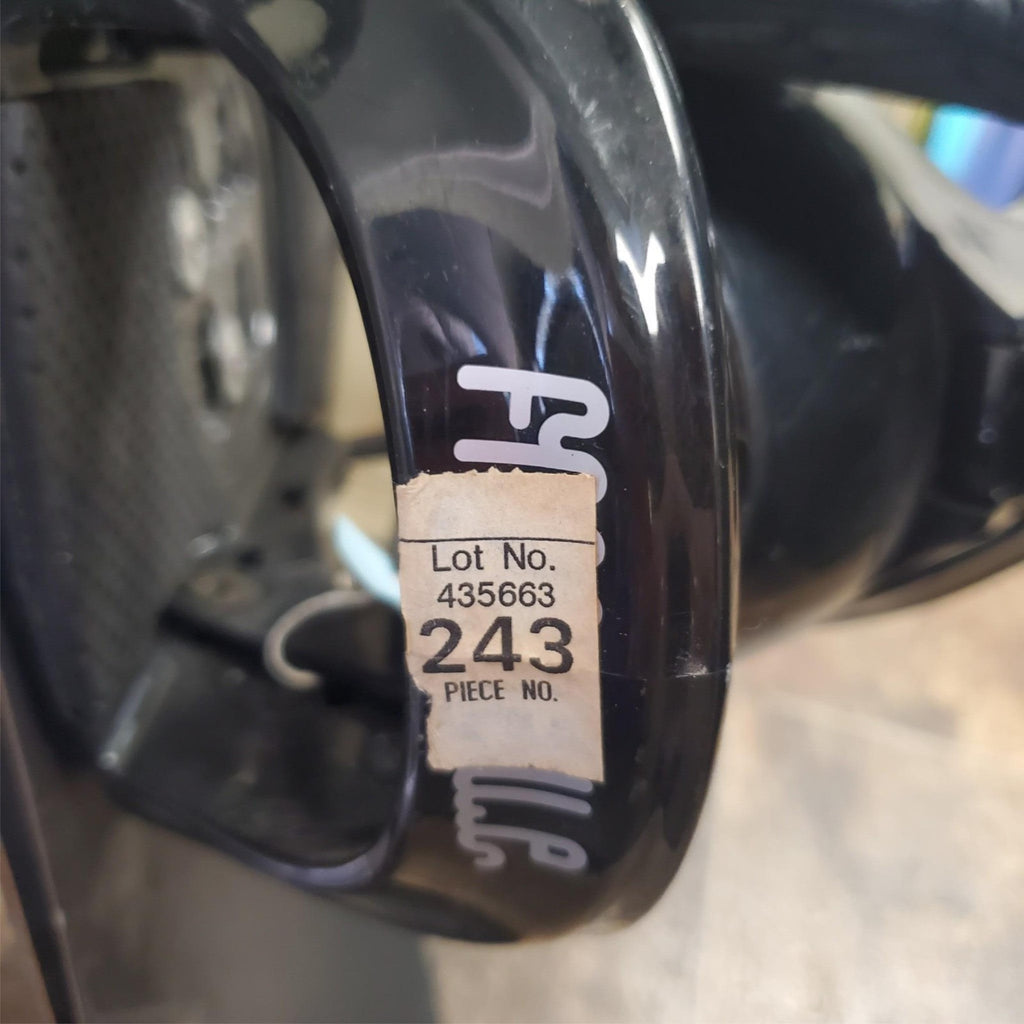 Lot No.
435663
243
PIECE NO.